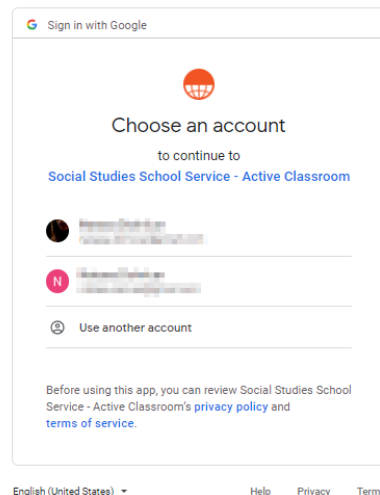 Sign in with Google
Choose an account
to continue to
Social Studies School Service - Active Classroom
N
Use another account
Before using this app, you can review Social Studies School
Service - Active Classroom's privacy policy and
terms of service.
English (United States) Help Privacy